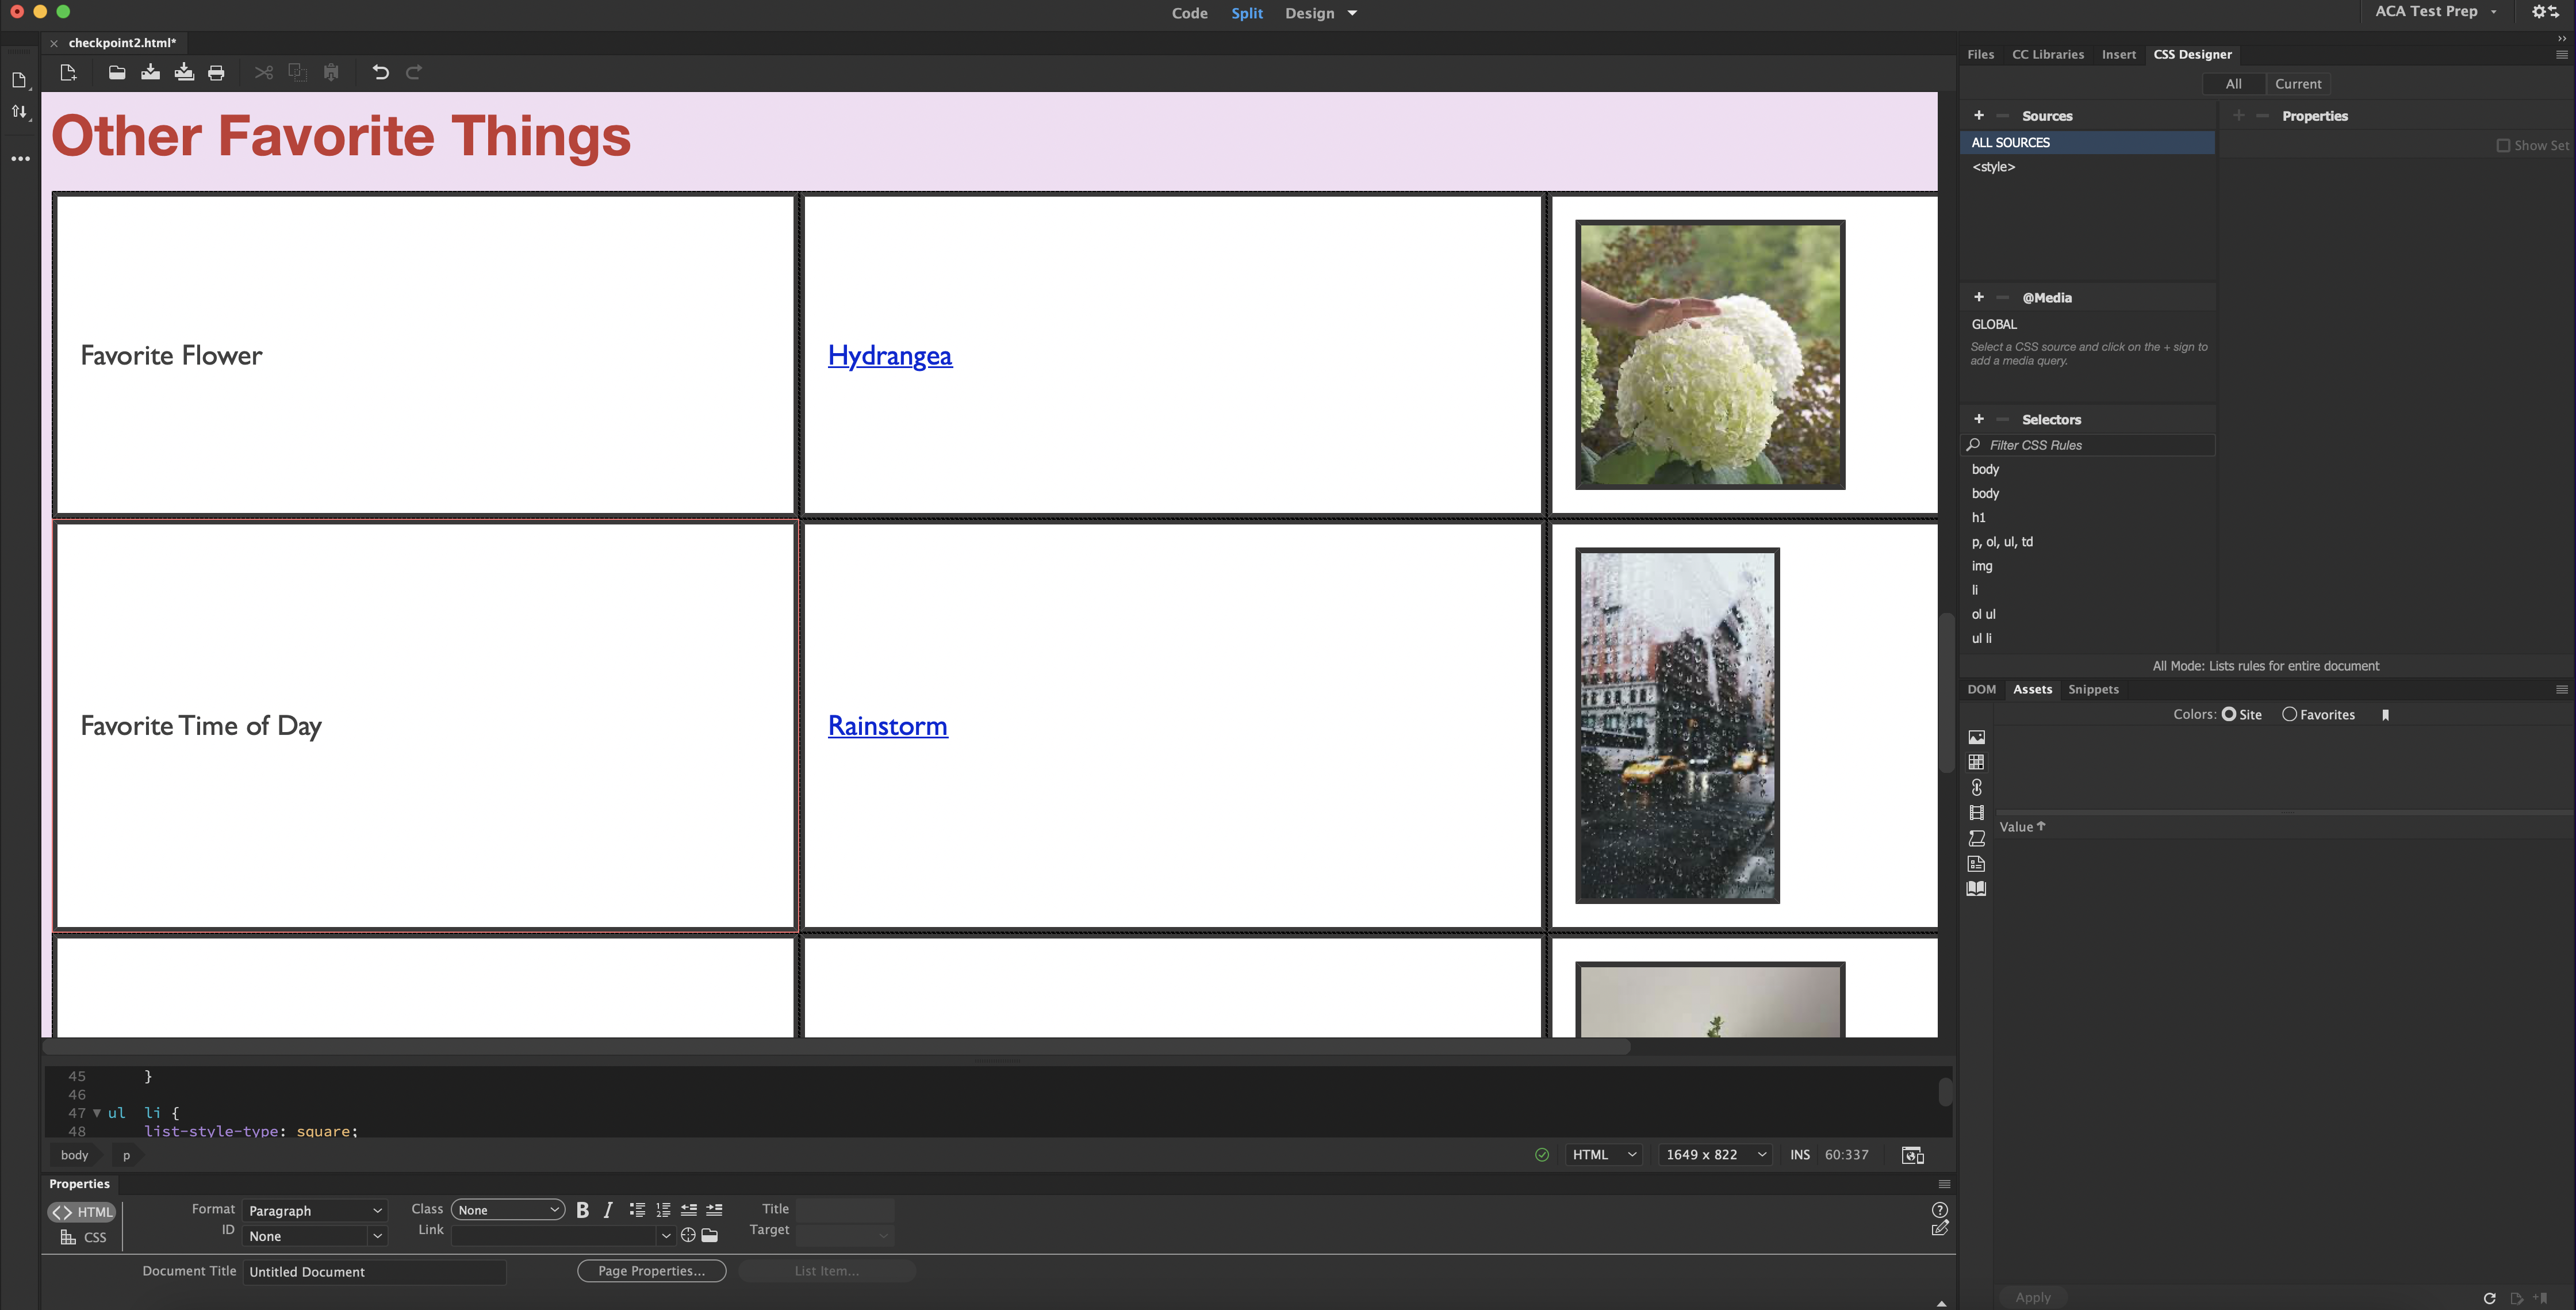 Code Split Design
ACA Test Prep
checkpoint2.html*
Files CC Libraries Insert CSS Designer
All Current
Sources
Properties
ALL SOURCES
Show Set
<style>
@Media
GLOBAL
Select a CSS source and click on the + sign to
add a media query.
Selectors
Filter CSS Rules
body
body
h1
p, ol, ul, td
img
li
ol ul
ul li
All Mode: Lists rules for entire document
DOM Assets Snippets
Colors: Site Favorites
Value
Apply
Other Favorite Things
Favorite Flower
Hydrangea
Favorite Time of Day
Rainstorm
45 }
46
47 ul li {
48 list-style-type: square;
body p
HTML 1649 x 822 INS 60:337
Properties
HTML
CSS
Format Paragraph Class None B I Title
ID None Link Target
Document Title Untitled Document Page Properties... List Item...